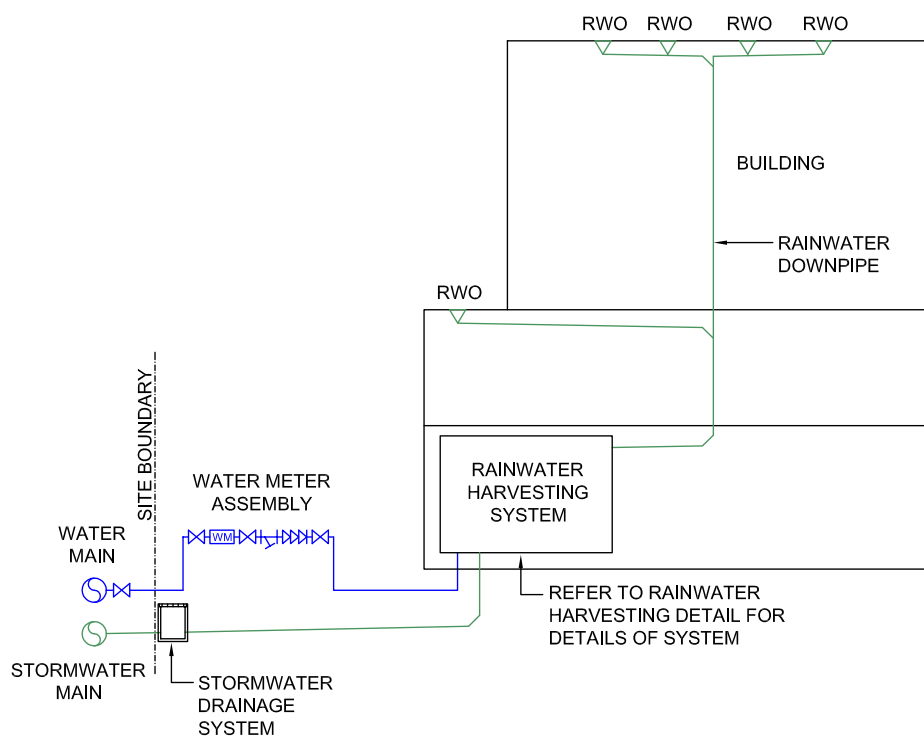 RWO RWO RWO RWO
BUILDING
RAINWATER
DOWNPIPE
RWO
SITE BOUNDARY
WATER METER
ASSEMBLY
WM
WATER
MAIN
RAINWATER
HARVESTING
SYSTEM
REFER TO RAINWATER
HARVESTING DETAIL FOR
DETAILS OF SYSTEM
STORMWATER
MAIN
STORMWATER
DRAINAGE
SYSTEM